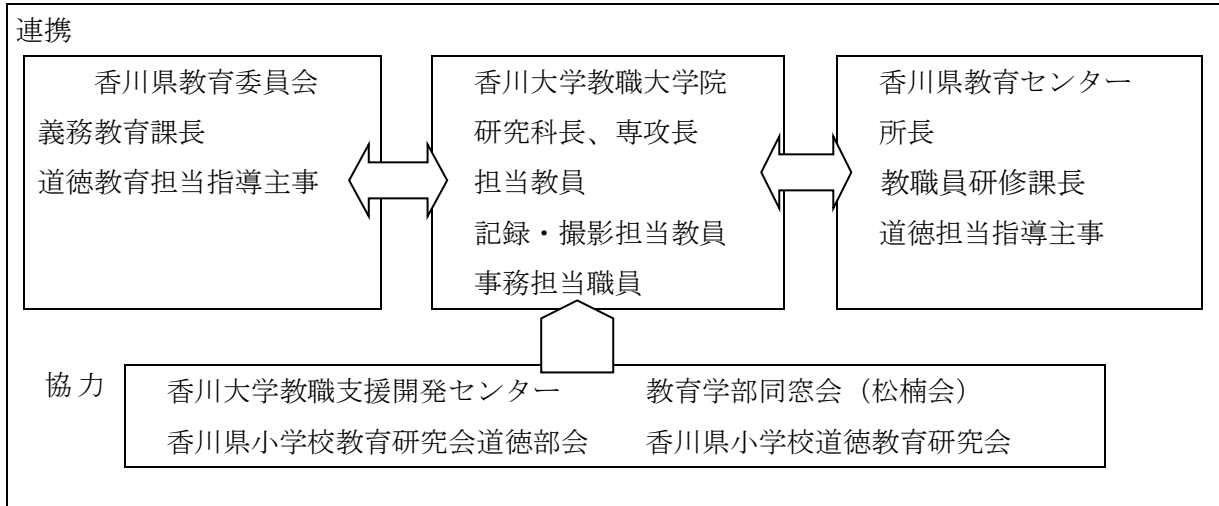 連携
香川県教育委員会
義務教育課長
道徳教育担当指導主事
香川大学教職大学院
研究科長、専攻長
担当教員
記録・撮影担当教員
事務担当職員
香川県教育センター
所長
教職員研修課長
道徳担当指導主事
協力
香川大学教職支援開発センター　　教育学部同窓会（松楠会）
香川県小学校教育研究会道徳部会　　香川県小学校道徳教育研究会